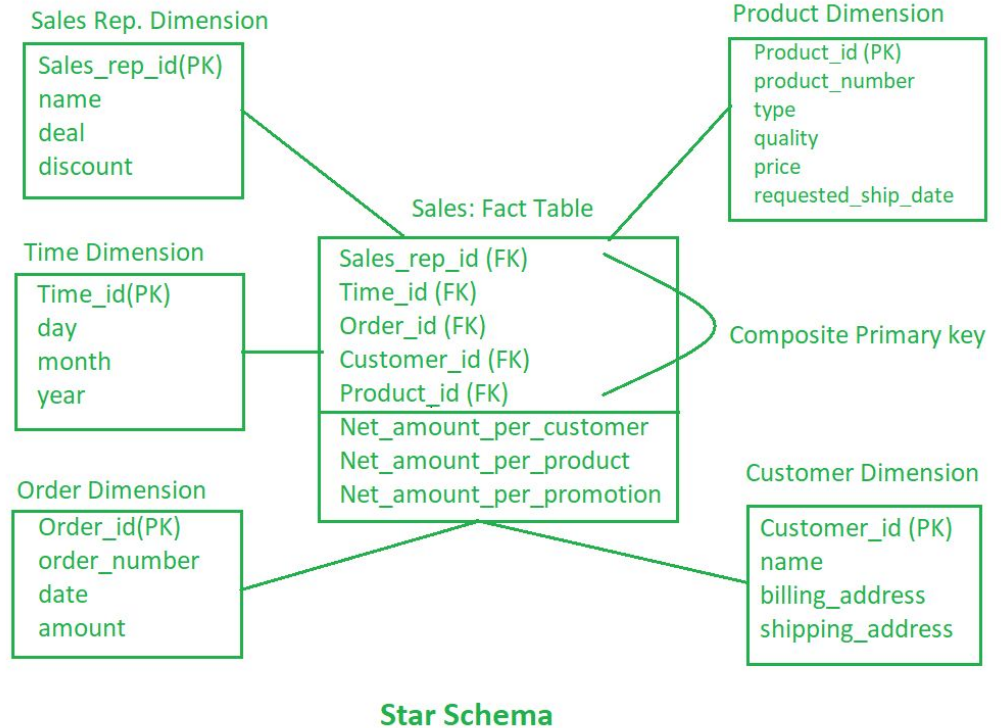 Sales Rep. Dimension
Sales_rep_id(PK)
name
deal
discount
Product Dimension
Product_id (PK)
product_number
type
quality
price
requested_ship_date
Sales: Fact Table
Sales_rep_id (FK)
Time_id (FK)
Order_id (FK)
Customer_id (FK)
Product_id (FK)
Net_amount_per_customer
Net_amount_per_product
Net_amount_per_promotion
Composite Primary key
Time Dimension
Time_id(PK)
day
month
year
Order Dimension
Order_id(PK)
order_number
date
amount
Customer Dimension
Customer_id (PK)
name
billing_address
shipping_address
Star Schema